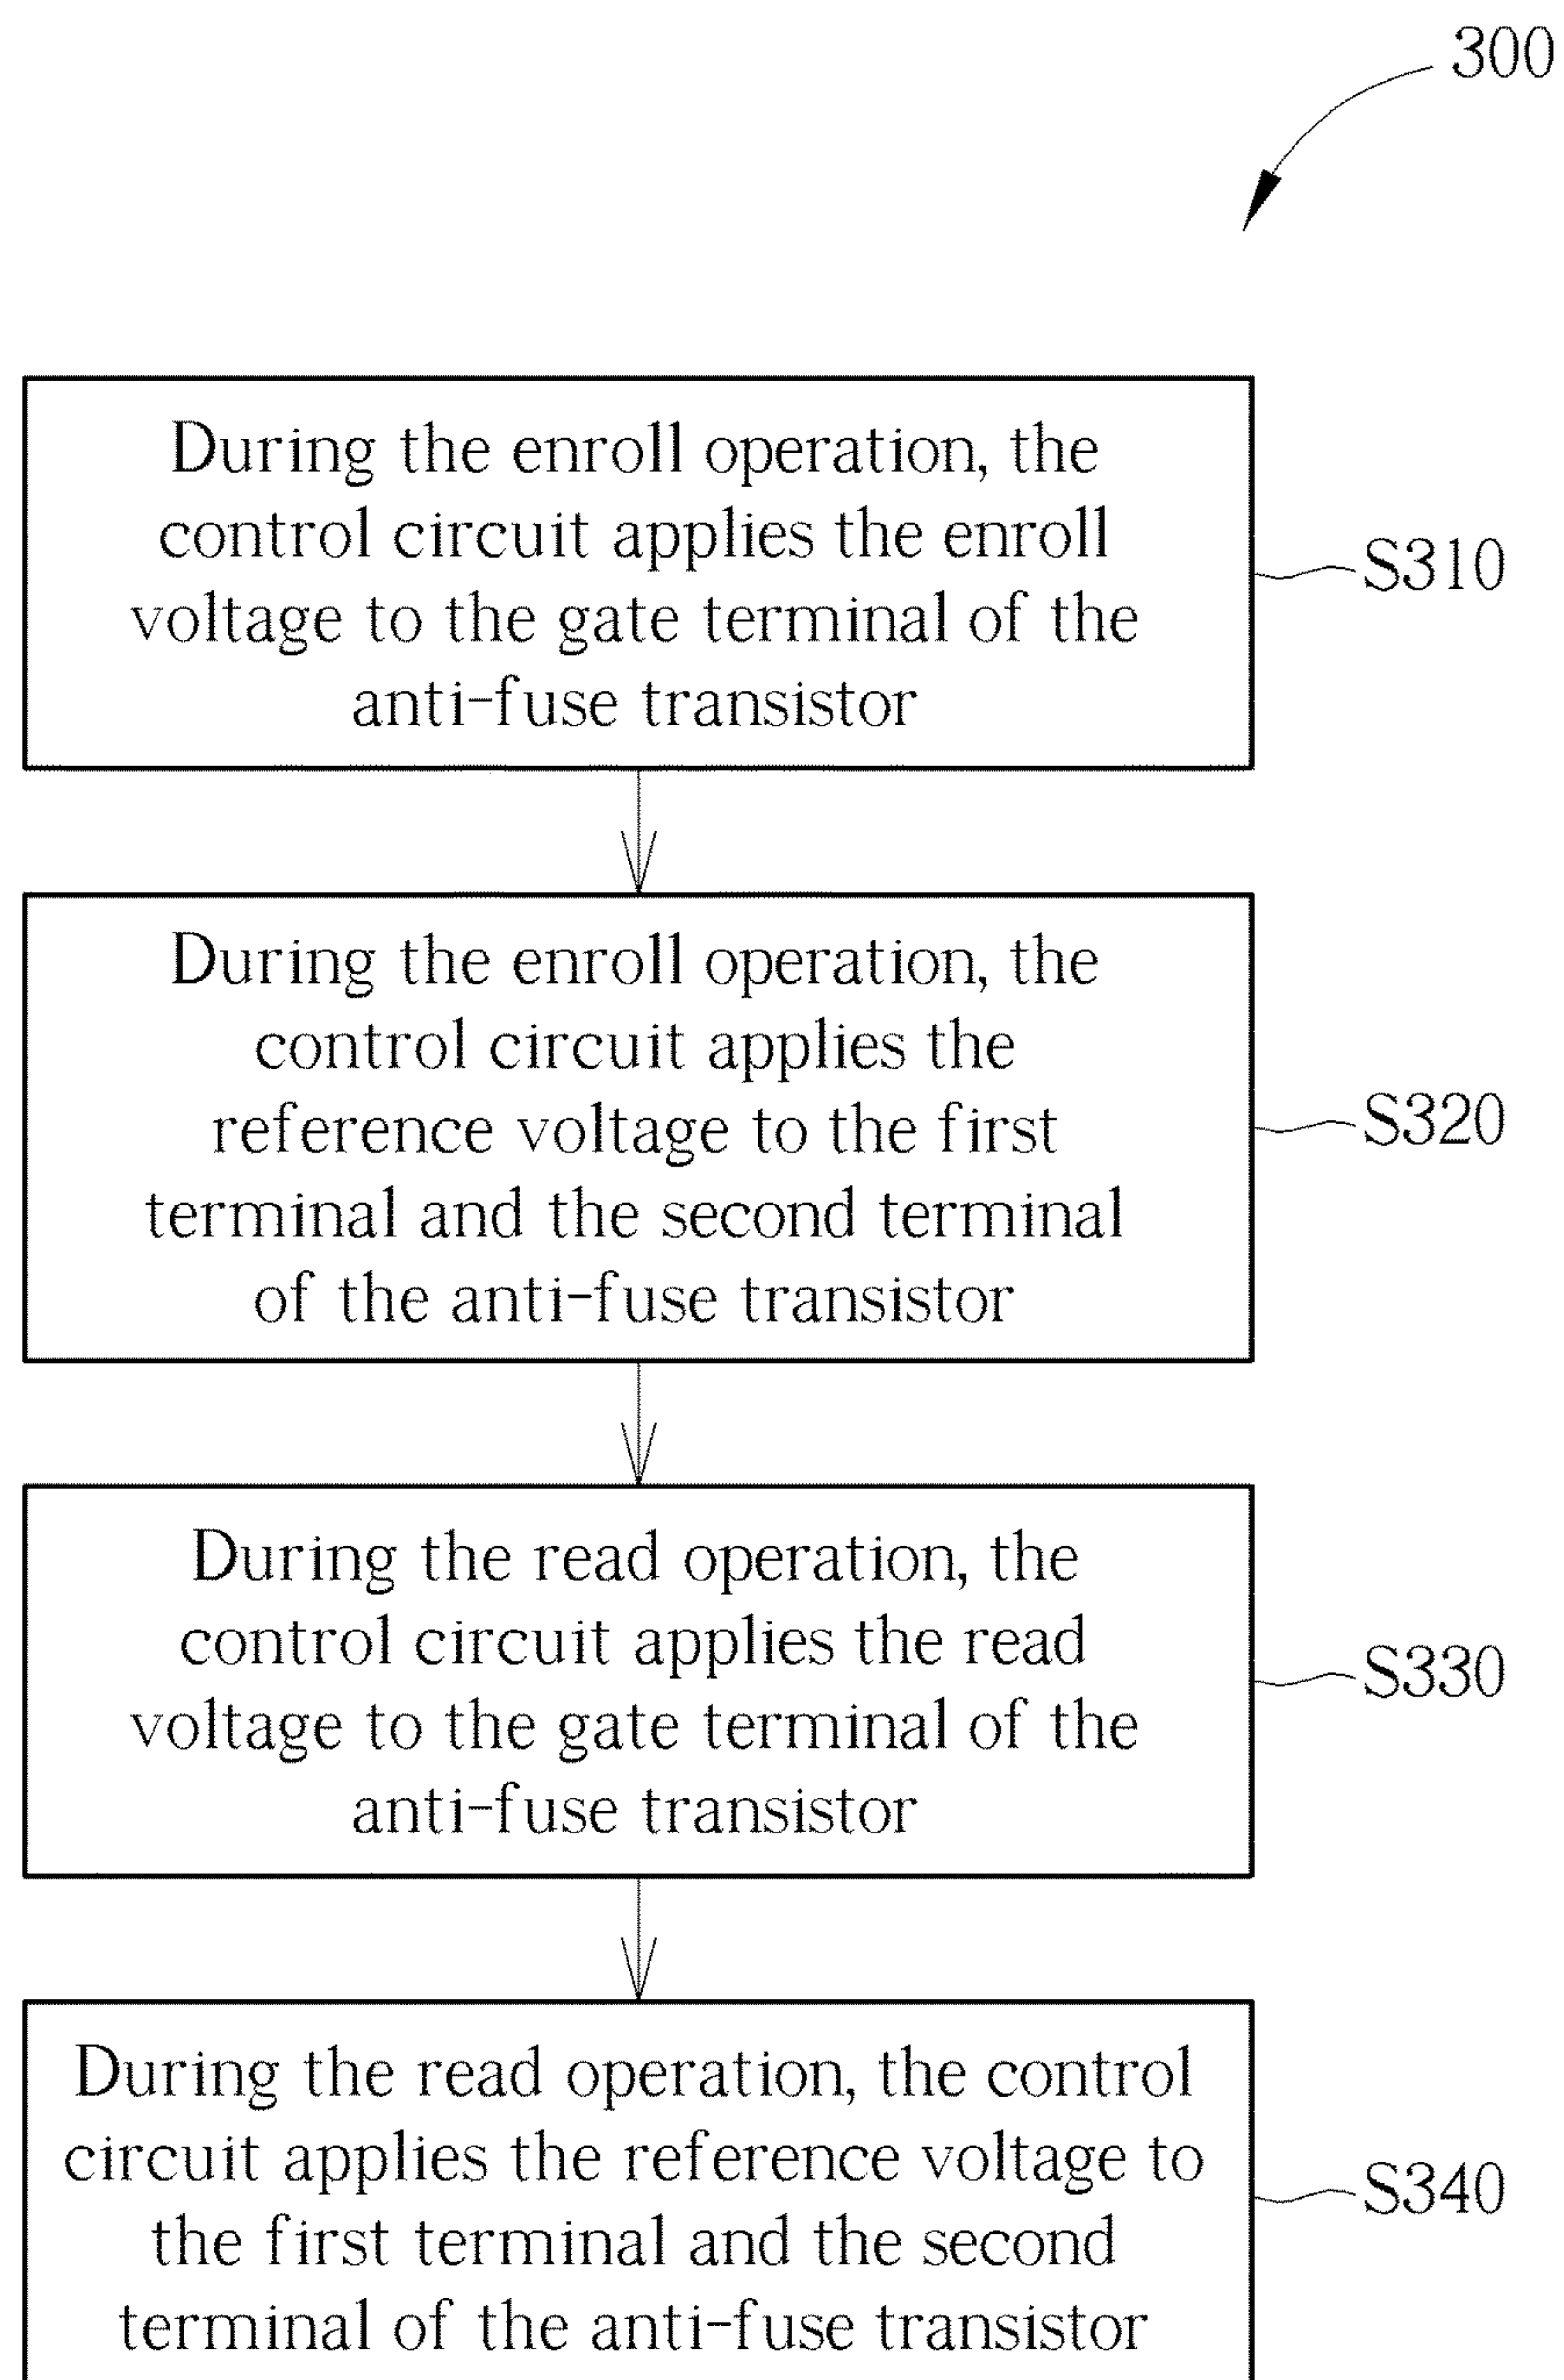 300
During the enroll operation, the
control circuit applies the enroll
voltage to the gate terminal of the
anti-fuse transistor
S310
During the enroll operation, the
control circuit applies the
reference voltage to the first
terminal and the second terminal
of the anti-fuse transistor
S320
During the read operation, the
control circuit applies the read
voltage to the gate terminal of the
anti-fuse transistor
S330
During the read operation, the control
circuit applies the reference voltage to
the first terminal and the second
terminal of the anti-fuse transistor
S340